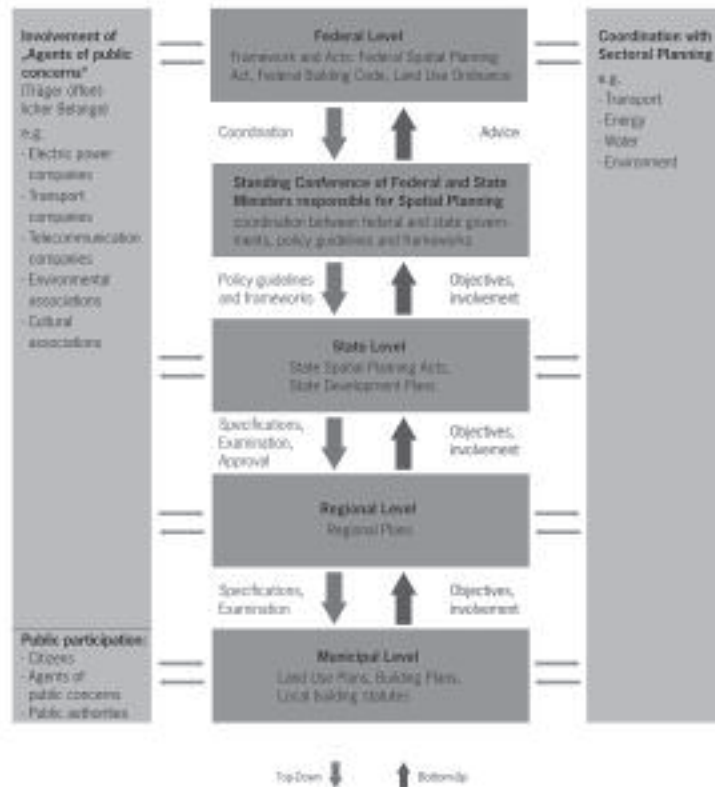 Involvement of
„Agents of public
concerns"
(Träger öffent-
licher Belange)
e.g.
- Electric power
companies
- Transport
companies
- Telecommunication
companies
- Environmental
associations
- Cultural
associations
Public participation:
- Citizens
- Agents of
public concerns
- Public authorities
Federal Level
Framework and Acts: Federal Spatial Planning
Act, Federal Building Code, Land Use Ordinance
Coordination
Advice
Standing Conference of Federal and State
Ministers responsible for Spatial Planning
coordination between federal and state govern-
ments, policy guidelines and frameworks
Policy guidelines
and frameworks
Objectives,
involvement
State Level
State Spatial Planning Acts,
State Development Plans
Specifications,
Examination,
Approval
Objectives,
involvement
Regional Level
Regional Plans
Specifications,
Examination
Objectives,
involvement
Municipal Level
Land Use Plans, Building Plans,
Local building statutes
Coordination with
Sectoral Planning
e.g.
- Transport
- Energy
- Water
- Environment
Top-Down
Bottom-Up